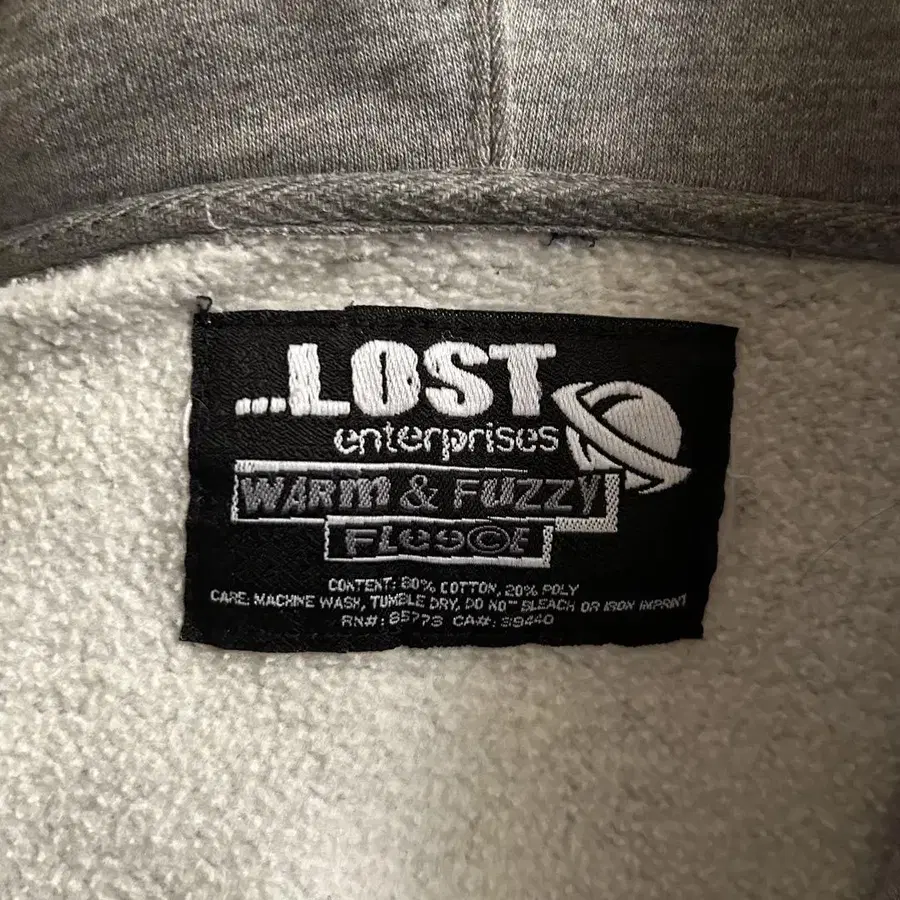 ...LOST
enterprises
WARM & FUZZY
FLeeCE
CONTENT: 80% COTTON, 20% POLY
CARE: MACHINE WASH, TUMBLE DRY, DO NOT BLEACH OR IRON IMPRINT
RN#: 85773 CA#: 39440